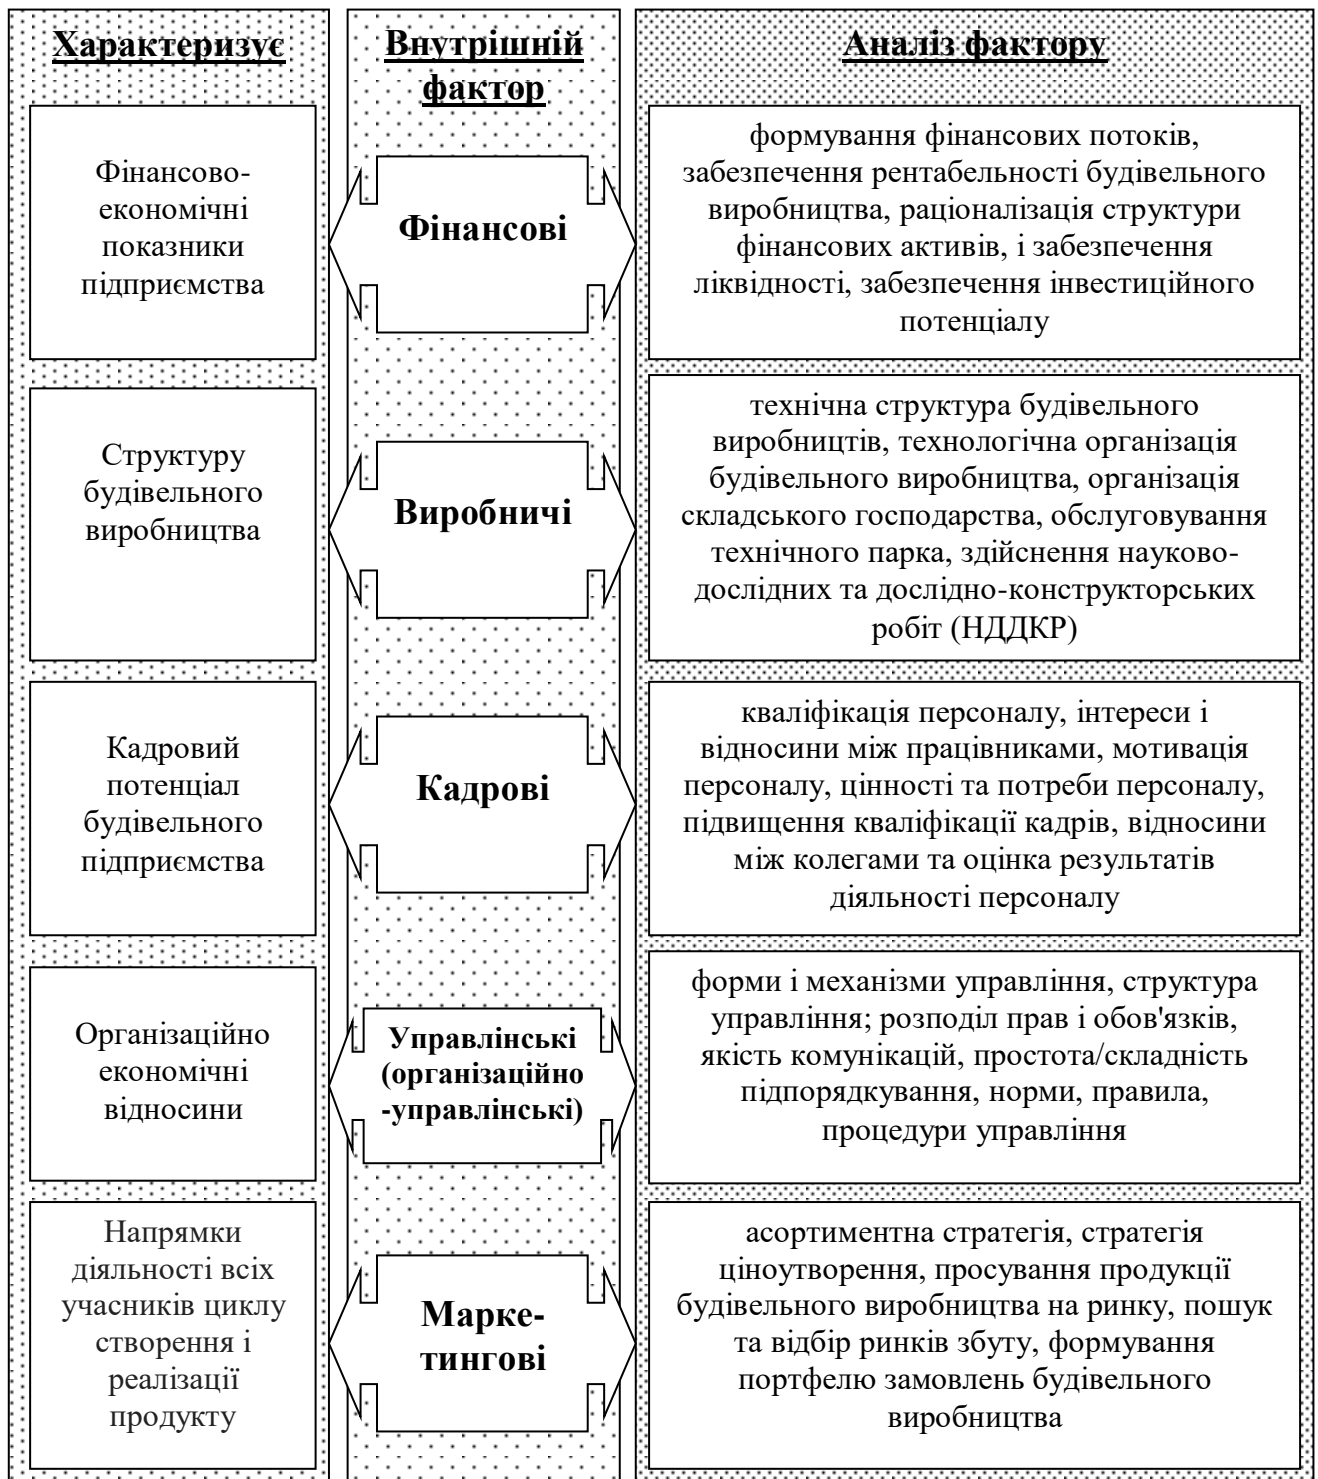 Характеризує
Внутрішній
фактор
Аналіз фактору
Фінансово-
економічні
показники
підприємства
Фінансові
формування фінансових потоків,
забезпечення рентабельності будівельного
виробництва, раціоналізація структури
фінансових активів, і забезпечення
ліквідності, забезпечення інвестиційного
потенціалу
Структуру
будівельного
виробництва
Виробничі
технічна структура будівельного
виробництів, технологічна організація
будівельного виробництва, організація
складського господарства, обслуговування
технічного парка, здійснення науково-
дослідних та дослідно-конструкторських
робіт (НДДКР)
Кадровий
потенціал
будівельного
підприємства
Кадрові
кваліфікація персоналу, інтереси і
відносини між працівниками, мотивація
персоналу, цінності та потреби персоналу,
підвищення кваліфікації кадрів, відносини
між колегами та оцінка результатів
діяльності персоналу
Організаційно
економічні
відносини
Управлінські
(організаційно
-управлінські)
форми і механізми управління, структура
управління; розподіл прав і обов'язків,
якість комунікацій, простота/складність
підпорядкування, норми, правила,
процедури управління
Напрямки
діяльності всіх
учасників циклу
створення і
реалізації
продукту
Марке-
тингові
асортиментна стратегія, стратегія
ціноутворення, просування продукції
будівельного виробництва на ринку, пошук
та відбір ринків збуту, формування
портфелю замовлень будівельного
виробництва